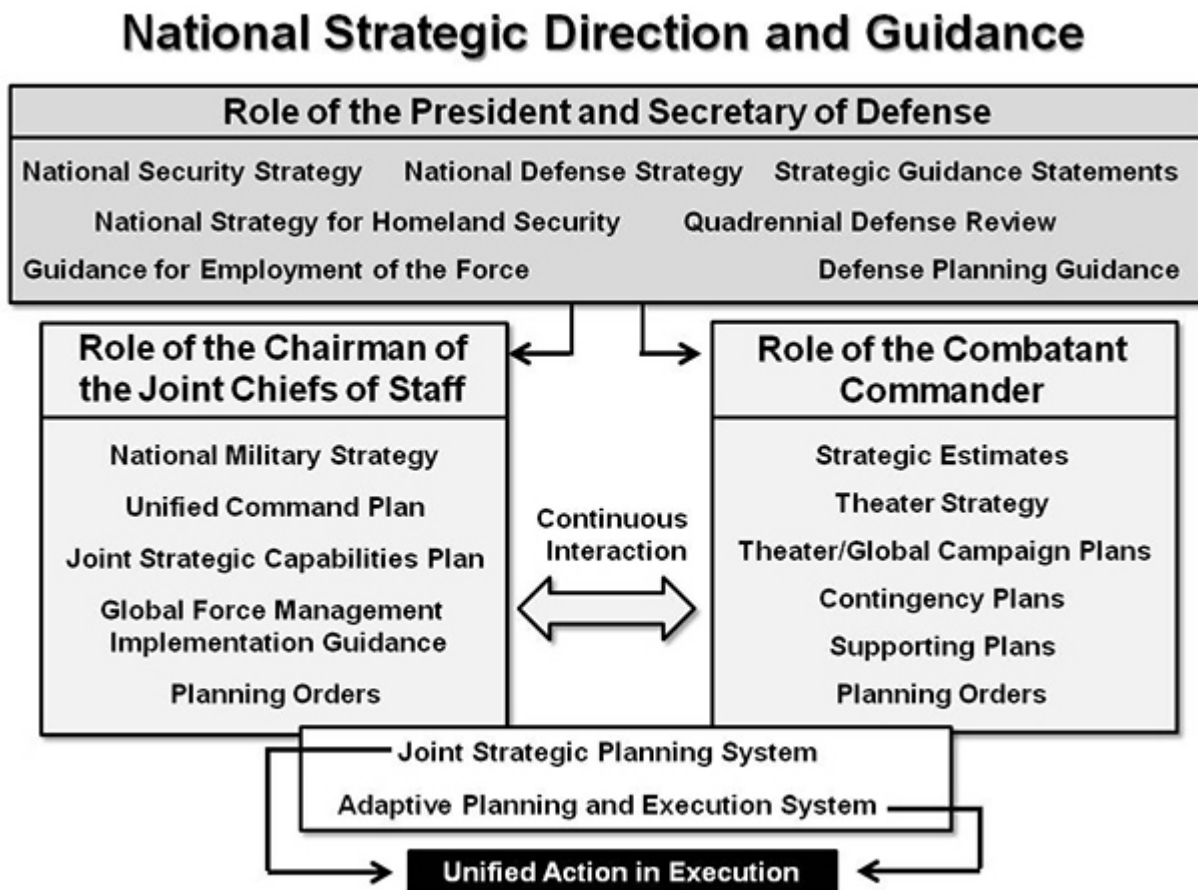 National Strategic Direction and Guidance
Role of the President and Secretary of Defense
National Security Strategy
National Defense Strategy
Strategic Guidance Statements
National Strategy for Homeland Security
Quadrennial Defense Review
Guidance for Employment of the Force
Defense Planning Guidance
Role of the Chairman of
the Joint Chiefs of Staff
National Military Strategy
Unified Command Plan
Joint Strategic Capabilities Plan
Global Force Management
Implementation Guidance
Planning Orders
Continuous
Interaction
Role of the Combatant
Commander
Strategic Estimates
Theater Strategy
Theater/Global Campaign Plans
Contingency Plans
Supporting Plans
Planning Orders
Joint Strategic Planning System
Adaptive Planning and Execution System
Unified Action in Execution